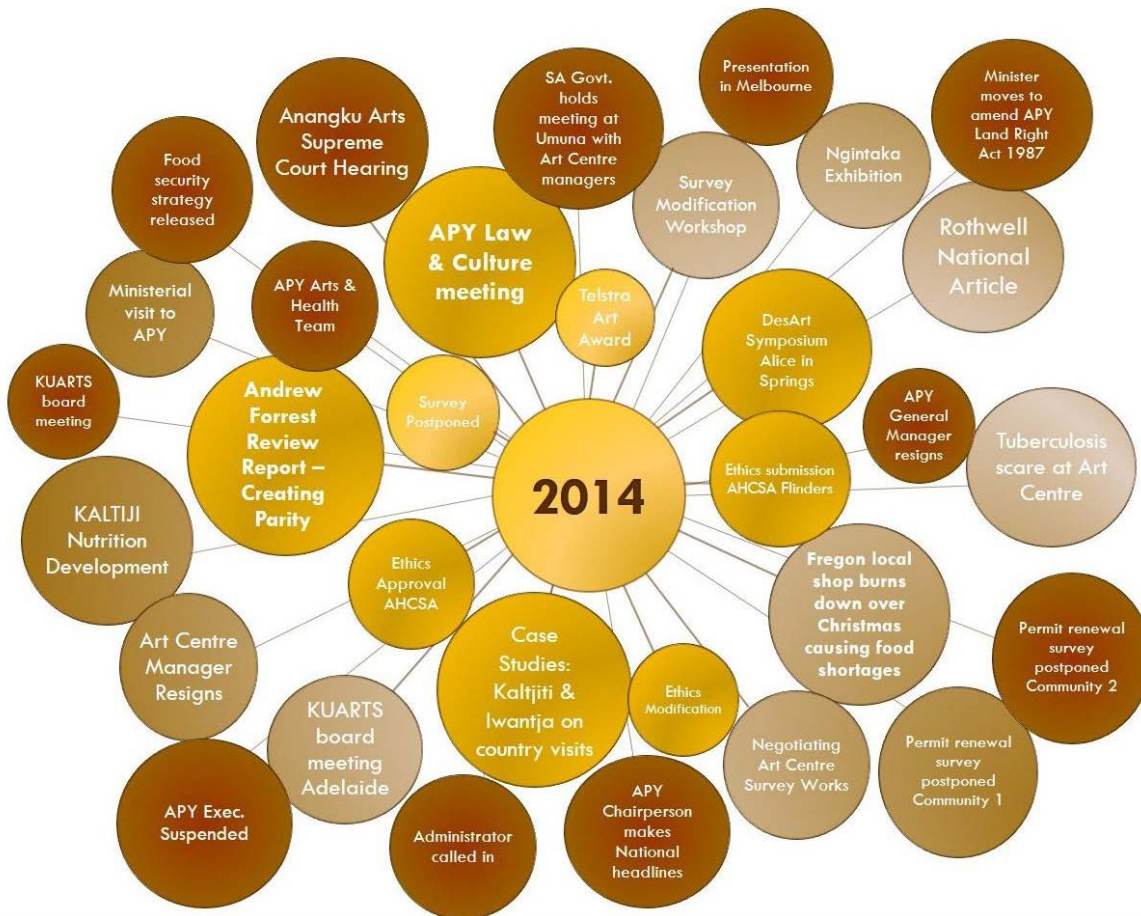 Presentation
in Melbourne
SA Govt.
holds
meeting at
Umuna with
Art Centre
managers
Minister
moves to
amend APY
Land Right
Act 1987
Anangku Arts
Supreme
Court Hearing
Ngintaka
Exhibition
Food
security
strategy
released
Survey
Modification
Workshop
APY Law
& Culture
meeting
Rothwell
National
Article
Ministerial
visit to
APY
APY Arts &
Health
Team
Telstra
Art
Award
DesArt
Symposium
Alice in
Springs
KUARTS
board
meeting
Andrew
Forrest
Review
Report –
Creating
Parity
Survey
Postponed
APY
General
Manager
resigns
Tuberculosis
scare at Art
Centre
2014
Ethics submission
AHCSA Flinders
KALTIJI
Nutrition
Development
Ethics
Approval
AHCSA
Fregon local
shop burns
down over
Christmas
causing food
shortages
Art Centre
Manager
Resigns
Case
Studies:
Kaltjiti &
Iwantja on
country visits
Permit renewal
survey
postponed
Community 2
Ethics
Modification
KUARTS
board
meeting
Adelaide
Negotiating
Art Centre
Survey Works
Permit renewal
survey
postponed
Community 1
APY Exec.
Suspended
Administrator
called in
APY
Chairperson
makes
National
headlines